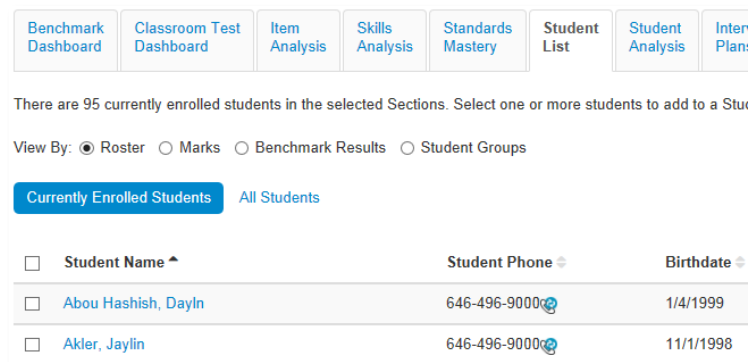 Benchmark Dashboard
Classroom Test Dashboard
Item Analysis
Skills Analysis
Standards Mastery
Student List
Student Analysis
There are 95 currently enrolled students in the selected Sections. Select one or more students to add to a
View By: Roster Marks Benchmark Results Student Groups
Currently Enrolled Students All Students
Student Name Student Phone Birthdate
Abou Hashish, Dayln 646-496-9000 1/4/1999
Akler, Jaylin 646-496-9000 11/1/1998